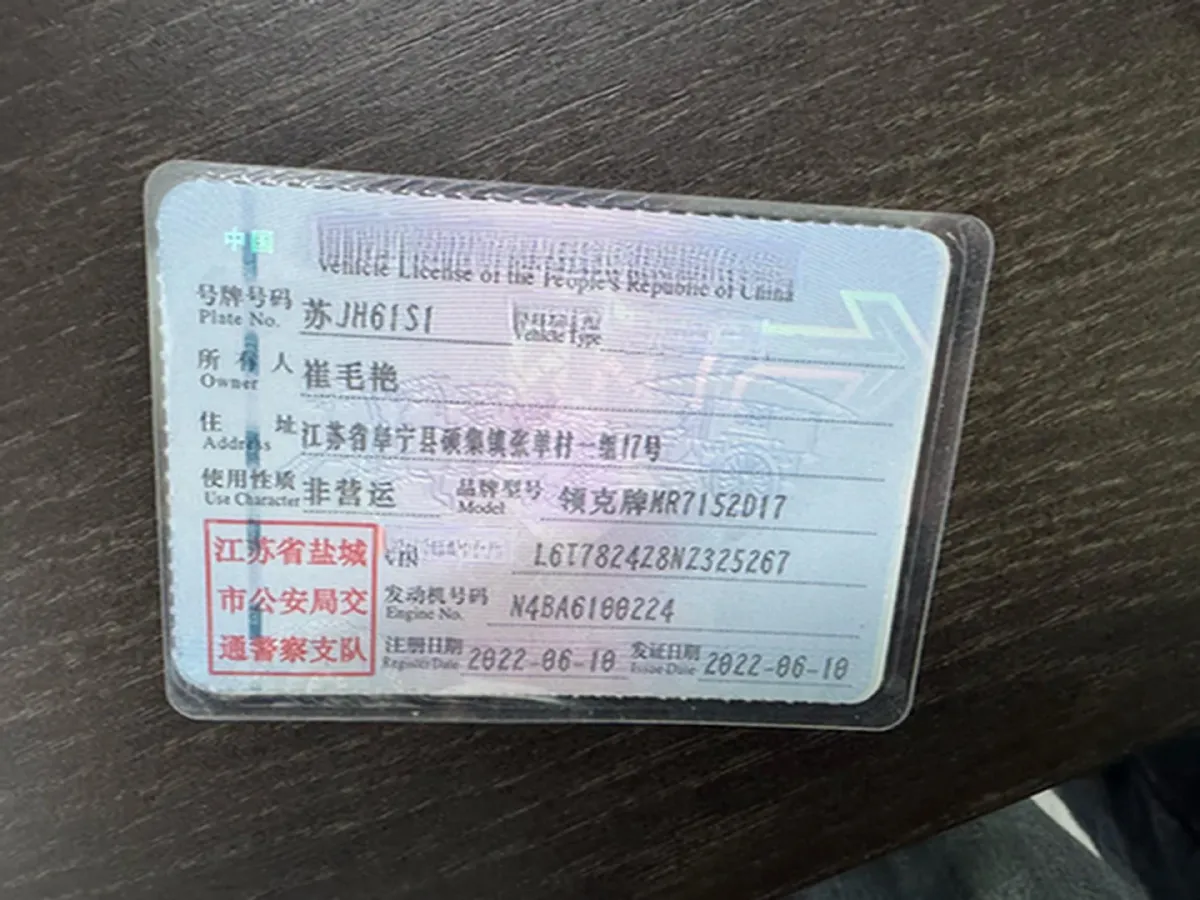 中国
Vehicle License of the People's Republic of China
号牌号码 苏JH61S1
Plate No. Vehicle Type
所有人 崔毛艳
Owner
住址 江苏省阜宁县硕集镇张单村一组17号
Address
使用性质 非营运 品牌型号 领克牌MR7152D17
Use Character Model
江苏省盐城 VIN L6T7824Z8NZ325267
市公安局交 发动机号码 N4BA6100224
Engine No.
通警察支队 注册日期 2022-06-10 发证日期 2022-06-10
Register Date Issue Date